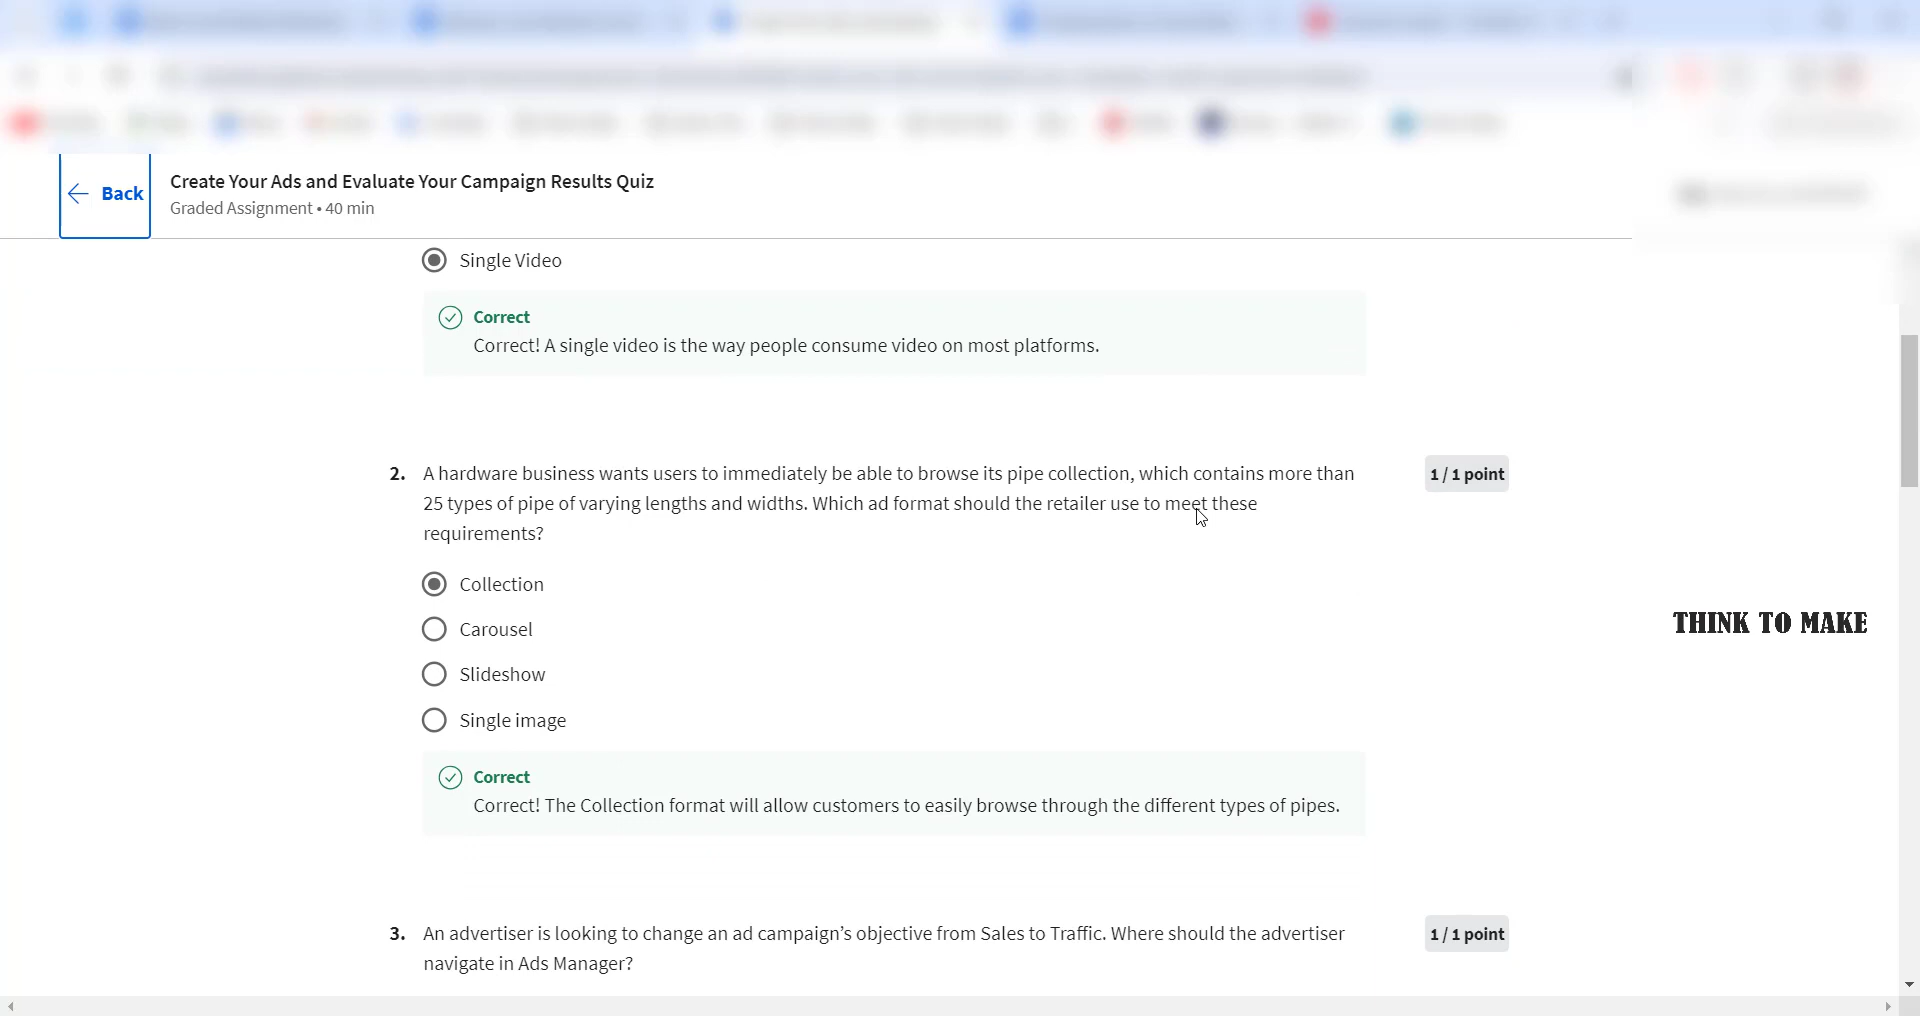 Back
Create Your Ads and Evaluate Your Campaign Results Quiz
Graded Assignment • 40 min
Single Video
Correct
Correct! A single video is the way people consume video on most platforms.
2. A hardware business wants users to immediately be able to browse its pipe collection, which contains more than 1 / 1 point
25 types of pipe of varying lengths and widths. Which ad format should the retailer use to meet these
requirements?
Collection
Carousel
Slideshow
Single image
THINK TO MAKE
Correct
Correct! The Collection format will allow customers to easily browse through the different types of pipes.
3. An advertiser is looking to change an ad campaign’s objective from Sales to Traffic. Where should the advertiser 1 / 1 point
navigate in Ads Manager?